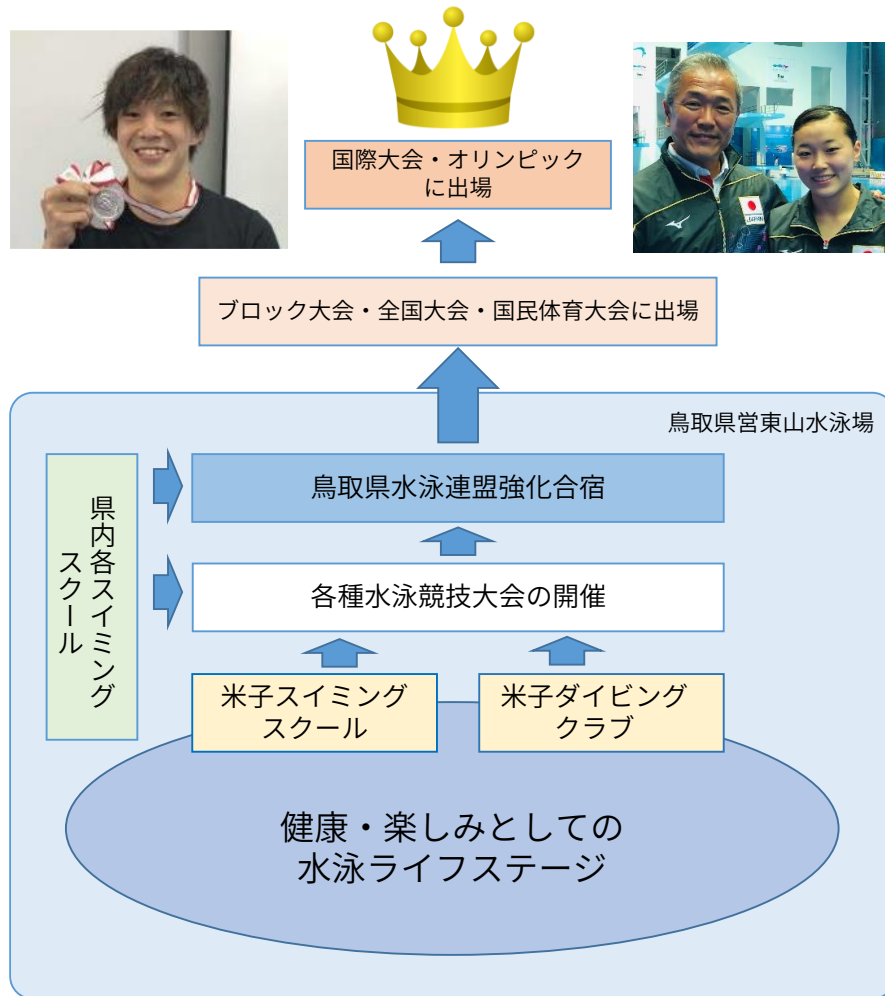 国際大会・オリンピック
に出場
JAPAN
ブロック大会・全国大会・国民体育大会に出場
鳥取県営東山水泳場
鳥取県水泳連盟強化合宿
県内各スイミング
スクール
各種水泳競技大会の開催
米子スイミング
スクール
米子ダイビング
クラブ
健康・楽しみとしての
水泳ライフステージ